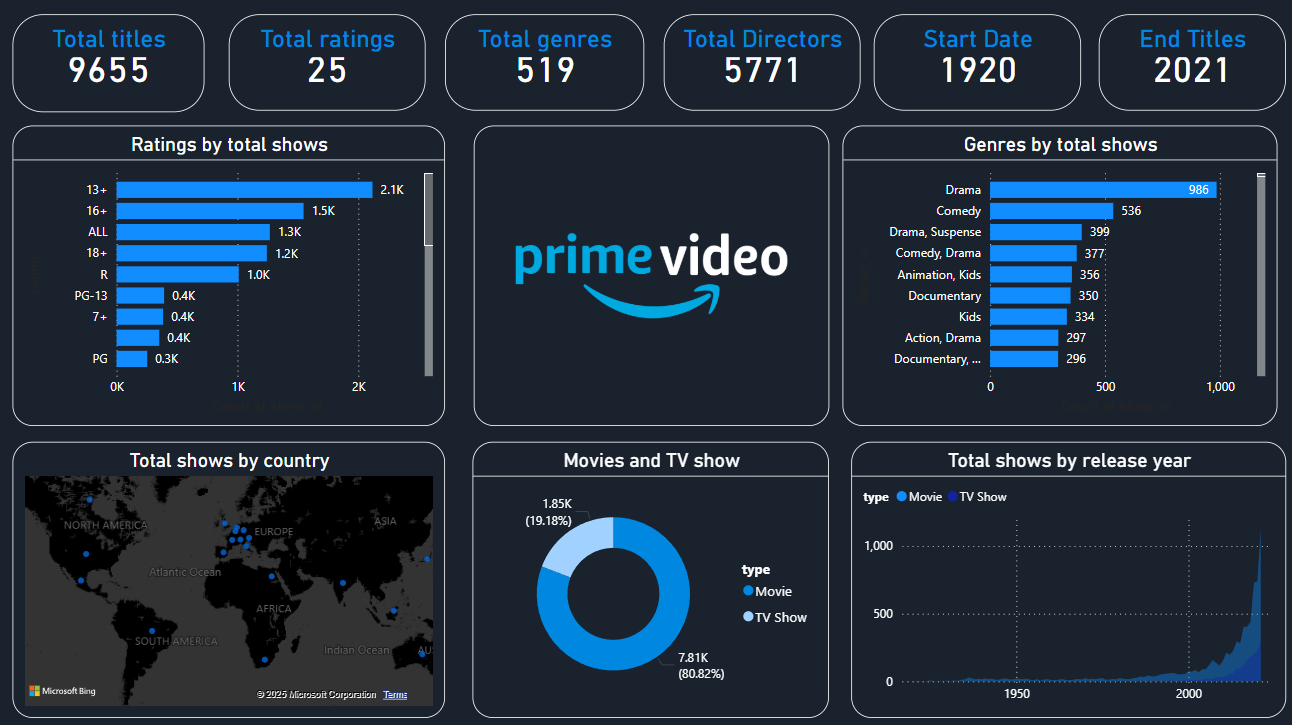 Total titles
9655
Total ratings
25
Total genres
519
Total Directors
5771
Start Date
1920
End Titles
2021
Ratings by total shows
13+ 2.1K
16+ 1.5K
ALL 1.3K
18+ 1.2K
R 1.0K
PG-13 0.4K
7+ 0.4K
0.4K
PG 0.3K
0K 1K 2K
prime video
Genres by total shows
Drama 986
Comedy 536
Drama, Suspense 399
Comedy, Drama 377
Animation, Kids 356
Documentary 350
Kids 334
Action, Drama 297
Documentary, ... 296
0 500 1,000
Total shows by country
NORTH AMERICA
EUROPE
ASIA
Atlantic Ocean
AFRICA
SOUTH AMERICA
Indian Ocean
AUS
Microsoft Bing
© 2025 Microsoft Corporation Terms
Movies and TV show
1.85K
(19.18%)
type
Movie
TV Show
7.81K
(80.82%)
Total shows by release year
type Movie TV Show
1,000
500
0
1950 2000